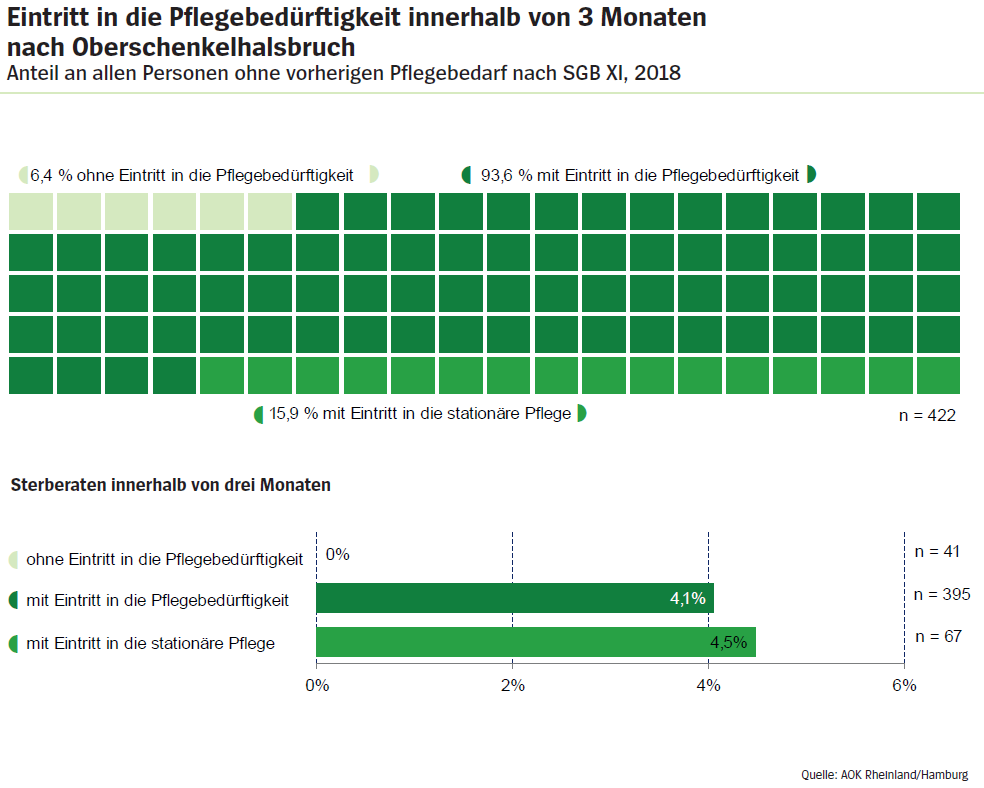 Eintritt in die Pflegebedürftigkeit innerhalb von 3 Monaten
nach Oberschenkelhalsbruch
Anteil an allen Personen ohne vorherigen Pflegebedarf nach SGB XI, 2018
6,4 % ohne Eintritt in die Pflegebedürftigkeit 93,6 % mit Eintritt in die Pflegebedürftigkeit
15,9 % mit Eintritt in die stationäre Pflege n = 422
Sterberaten innerhalb von drei Monaten
ohne Eintritt in die Pflegebedürftigkeit 0% n = 41
mit Eintritt in die Pflegebedürftigkeit 4,1% n = 395
mit Eintritt in die stationäre Pflege 4,5% n = 67
0% 2% 4% 6%
Quelle: AOK Rheinland/Hamburg